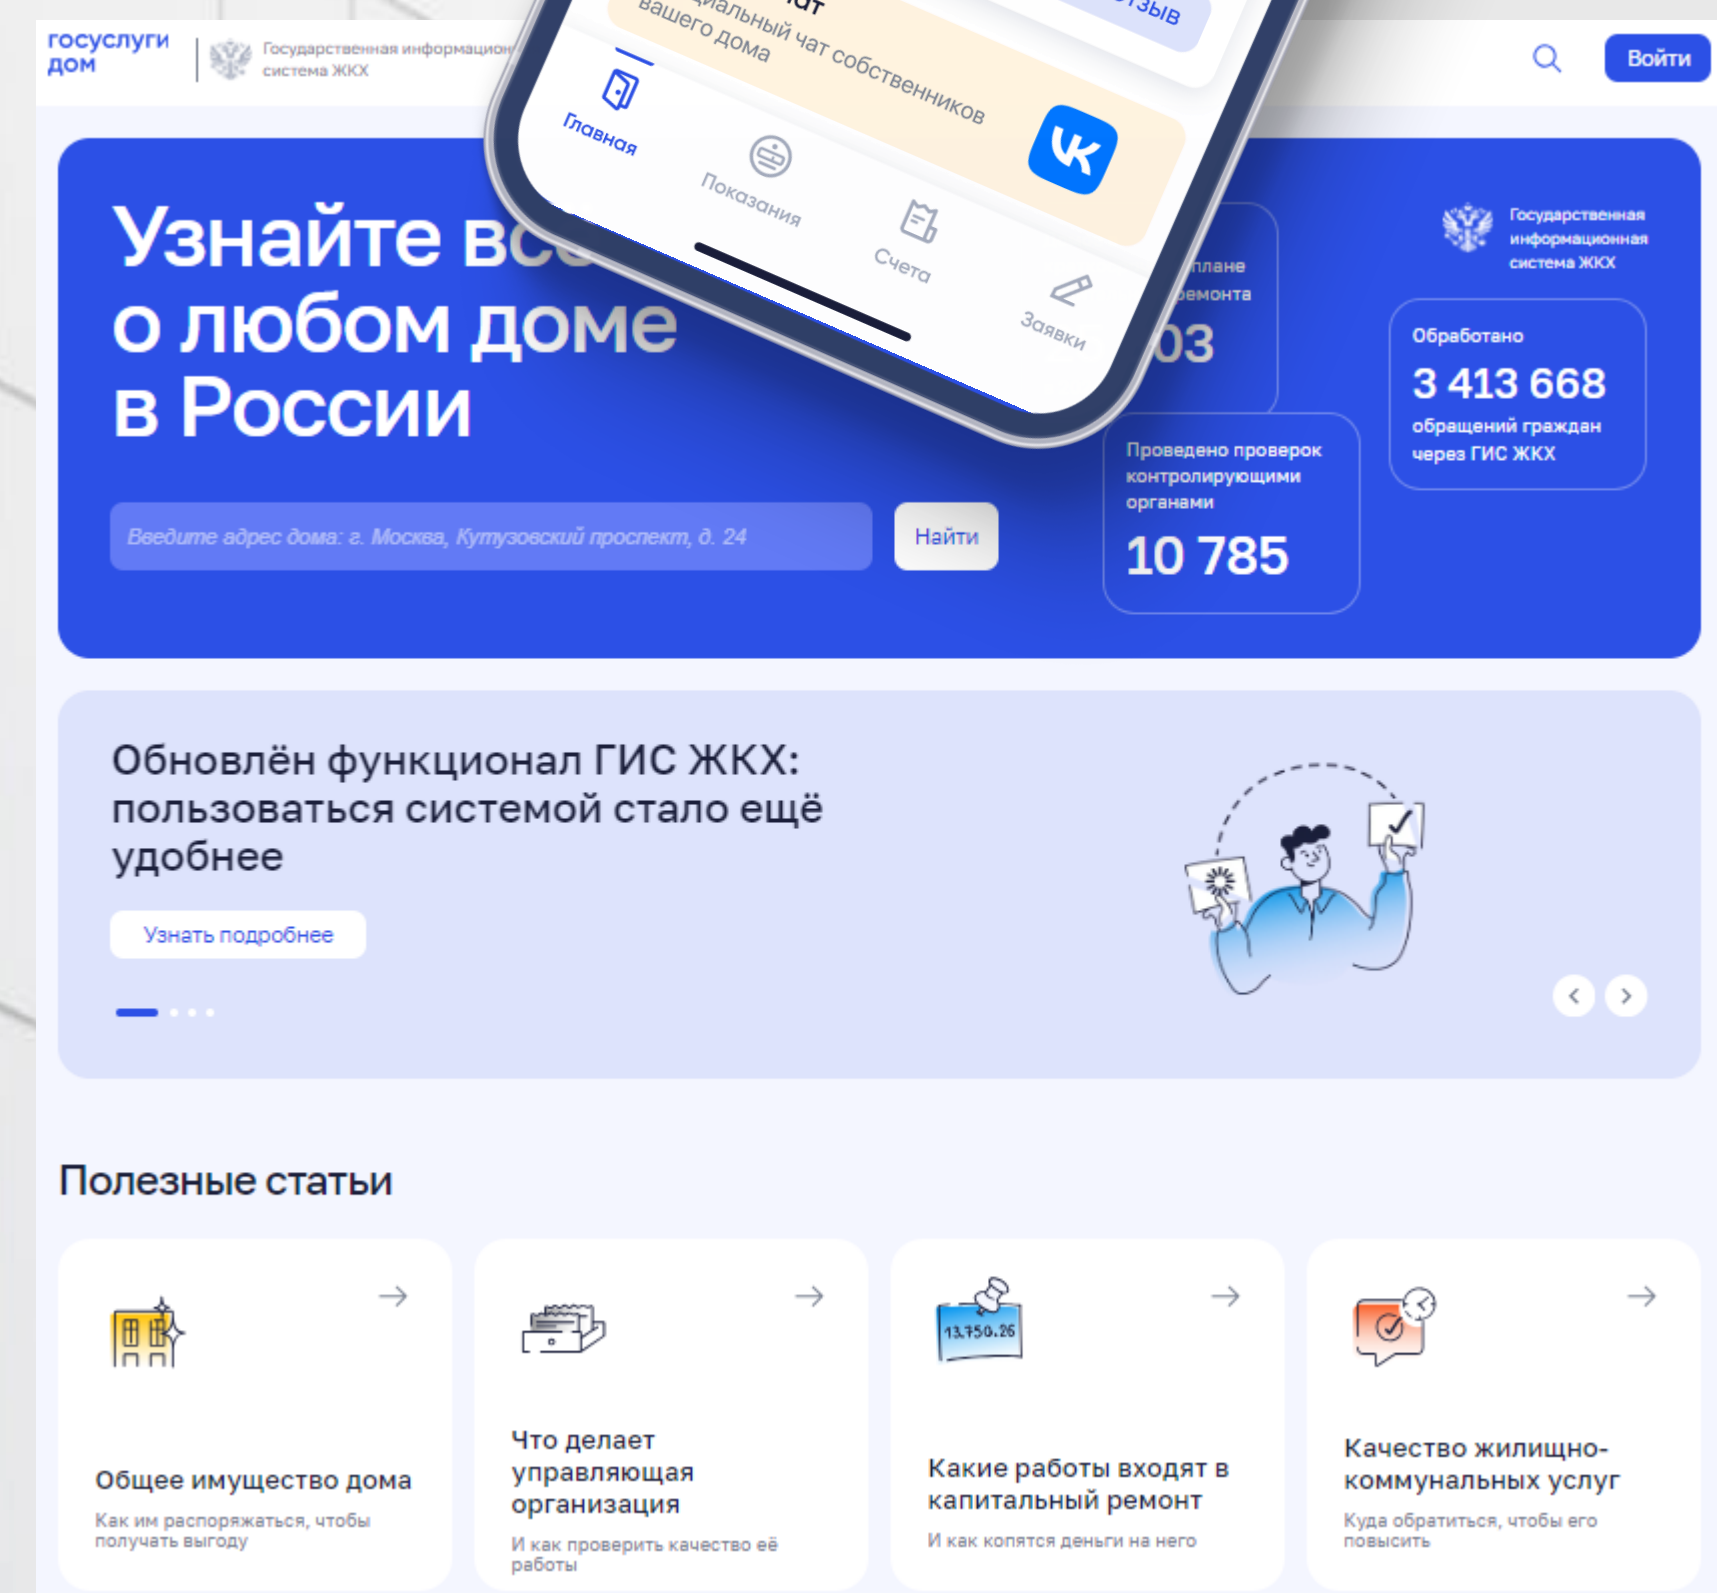 госуслуги
дом
Государственная
система ЖКХ
Войти
вашего дома
чат собственников
Главная
Показания
Счета
Заявки
Узнайте
о любом доме
в России
Введите адрес дома: г. Москва, Кутузовский проспект, д. 24
Найти
плане
03
Проведено проверок
контролирующими
органами
10 785
Государственная
информационная
система ЖКХ
Обработано
3 413 668
обращений граждан
через ГИС ЖКХ
Обновлён функционал ГИС ЖКХ:
пользоваться системой стало ещё
удобнее
Узнать подробнее
Полезные статьи
Общее имущество дома
Как им распоряжаться, чтобы
получать выгоду
Что делает
управляющая
организация
И как проверить качество её
работы
13.750.26
Какие работы входят в
капитальный ремонт
И как копятся деньги на него
Качество жилищно-
коммунальных услуг
Куда обратиться, чтобы его
повысить